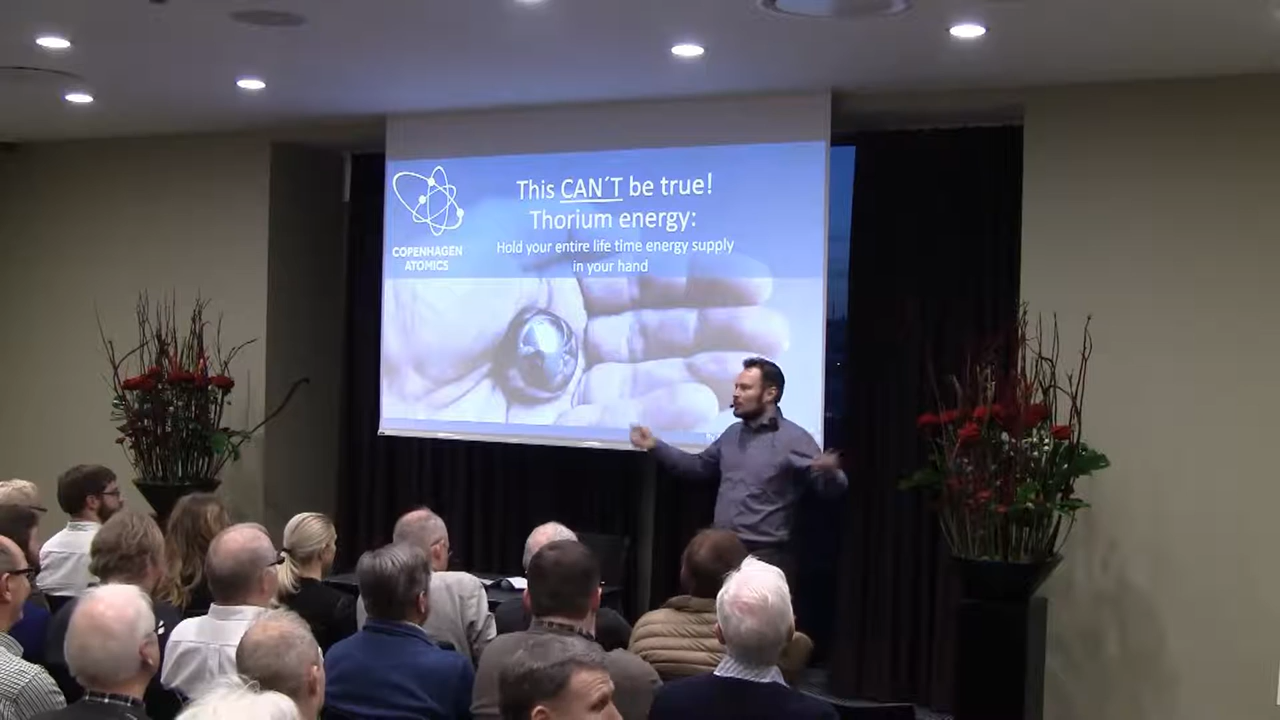 This CAN´T be true!
Thorium energy:
Hold your entire life time energy supply
in your hand
COPENHAGEN
ATOMICS